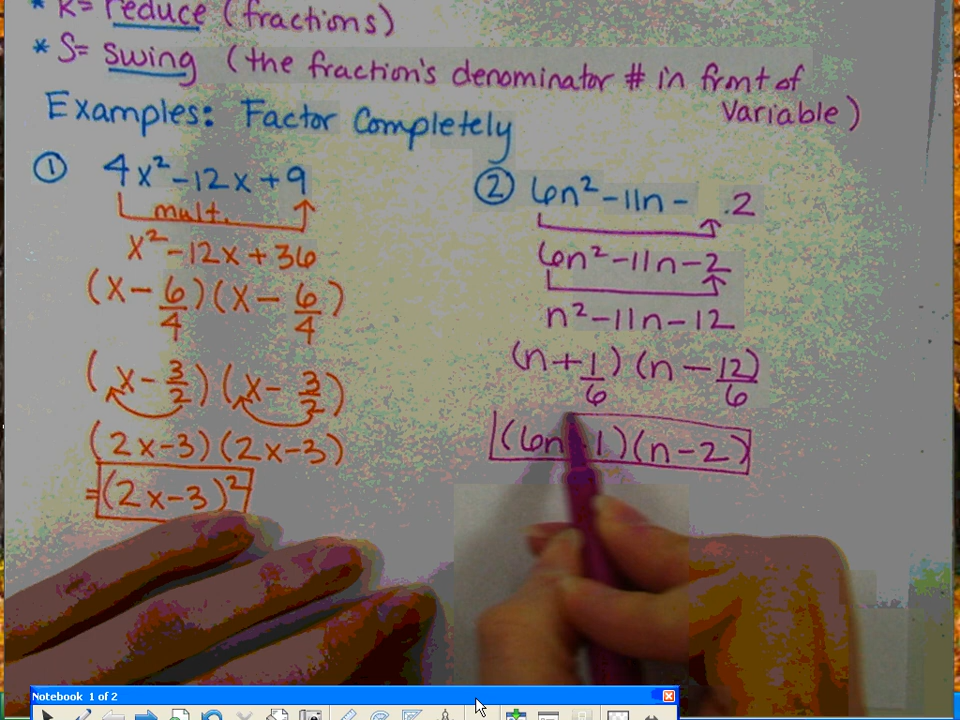 * R= reduce (fractions)
* S= swing (the fraction's denominator # in front of
variable)
Examples: Factor Completely
① 4x²-12x+9
mult.
x²-12x+36
(x-6/4)(x-6/4)
(x-3/2)(x-3/2)
(2x-3)(2x-3)
=(2x-3)²
② 6n²-11n- .2
6n²-11n-2
n²-11n-12
(n+1/6)(n-12/6)
(6n 1)(n-2)
Notebook 1 of 2